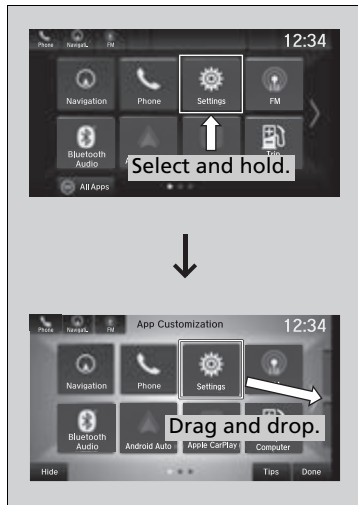 Phone Navigati.. FM
12:34
Navigation Phone Settings FM
Bluetooth Audio
Select and hold.
Trip
All Apps
Phone Navigati.. FM
App Customization
12:34
Navigation Phone Settings
Drag and drop.
Bluetooth Audio
Android Auto Apple CarPlay Computer
Hide Tips Done